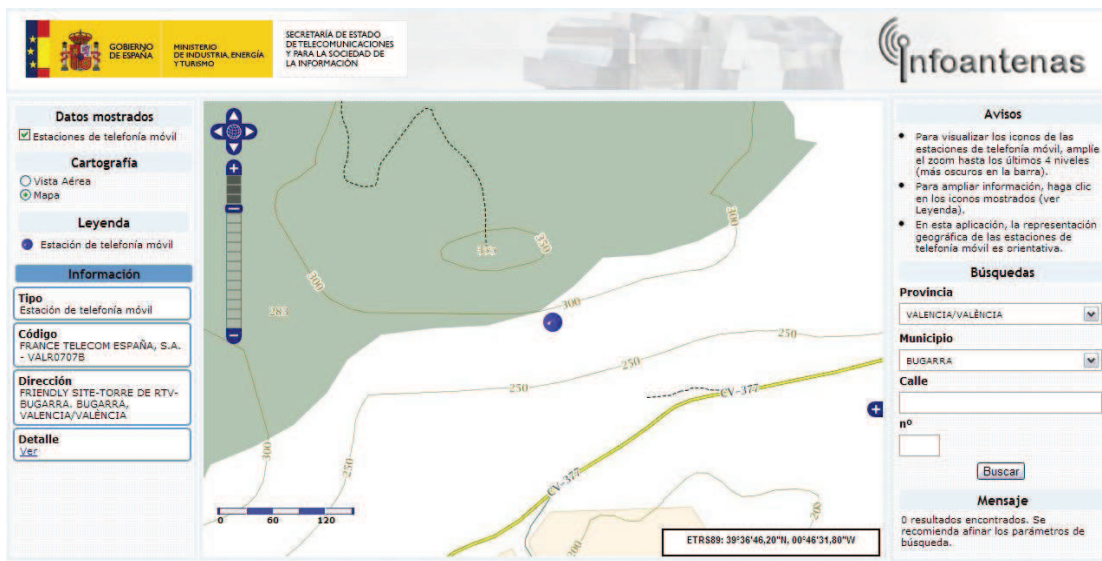 GOBIERNO
DE ESPAÑA
MINISTERIO
DE INDUSTRIA, ENERGÍA
Y TURISMO
SECRETARÍA DE ESTADO
DE TELECOMUNICACIONES
Y PARA LA SOCIEDAD DE
LA INFORMACIÓN
infoantenas
Datos mostrados
Estaciones de telefonía móvil
Cartografía
Vista Aérea
Mapa
Leyenda
Estación de telefonía móvil
Información
Tipo
Estación de telefonía móvil
Código
FRANCE TELECOM ESPAÑA, S.A.
- VALR0707B
Dirección
FRIENDLY SITE-TORRE DE RTV-
BUGARRA. BUGARRA,
VALENCIA/VALÈNCIA
Detalle
Ver
300
350
300
283
300
250
250
250
CV-377
300
250
CV-377
200
200
0 60 120
ETRS89: 39°36'46,20"N, 00°46'31,80"W
Avisos
Para visualizar los iconos de las
estaciones de telefonía móvil, amplíe
el zoom hasta los últimos 4 niveles
(más oscuros en la barra).
Para ampliar información, haga clic
en los iconos mostrados (ver
Leyenda).
En esta aplicación, la representación
geográfica de las estaciones de
telefonía móvil es orientativa.
Búsquedas
Provincia
VALENCIA/VALÈNCIA
Municipio
BUGARRA
Calle
nº
Buscar
Mensaje
0 resultados encontrados. Se
recomienda afinar los parámetros de
búsqueda.